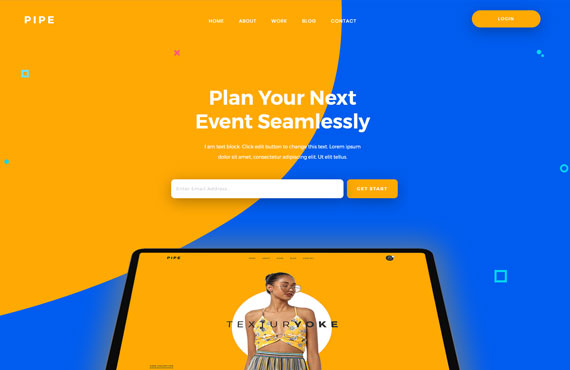 PIPE
HOME ABOUT WORK BLOG CONTACT
LOGIN
Plan Your Next
Event Seamlessly
I am text block. Click edit button to change this text. Lorem ipsum
dolor sit amet, consectetur adipiscing elit. Ut elit tellus.
Enter Email Address
GET START
PIPE
TEXTURYOKE